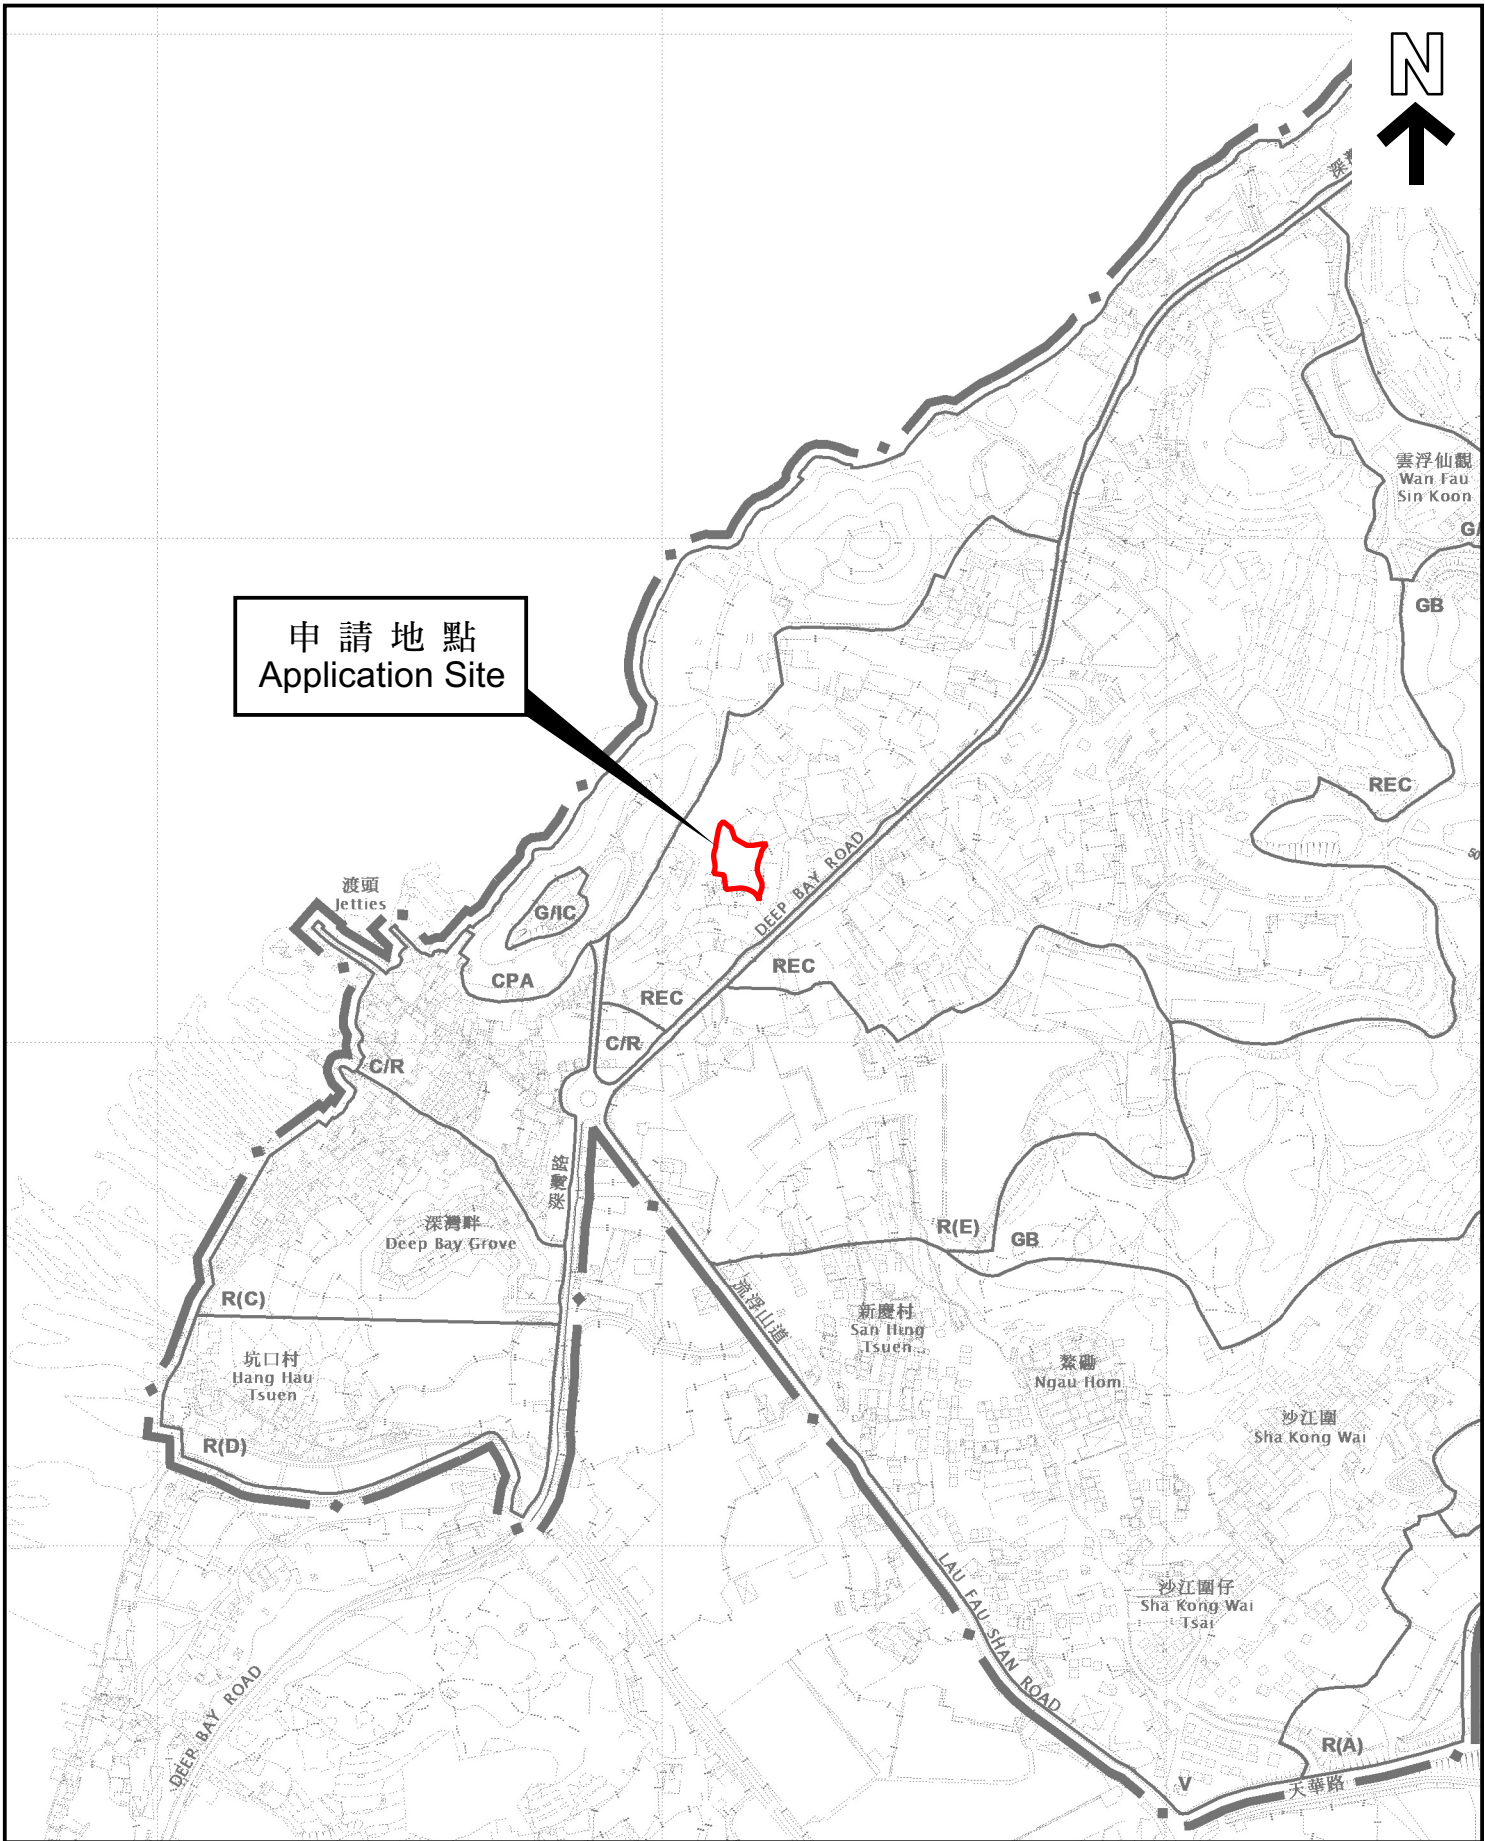 N
雲浮仙觀
Wan Fau
Sin Koon
GB
申請地點
Application Site
REC
DEEP BAY ROAD
渡頭
Jetties
G/IC
CPA
REC
REC
C/R
C/R
深灣路
深灣畔
Deep Bay Grove
R(E)
GB
R(C)
流浮山道
新慶村
San Hing
Tsuen
坑口村
Hang Hau
Tsuen
鰲磡
Ngau Hom
沙江圍
Sha Kong Wai
R(D)
LAU FAU SHAN ROAD
沙江圍仔
Sha Kong Wai
Tsai
DEEP BAY ROAD
R(A)
V
天華路